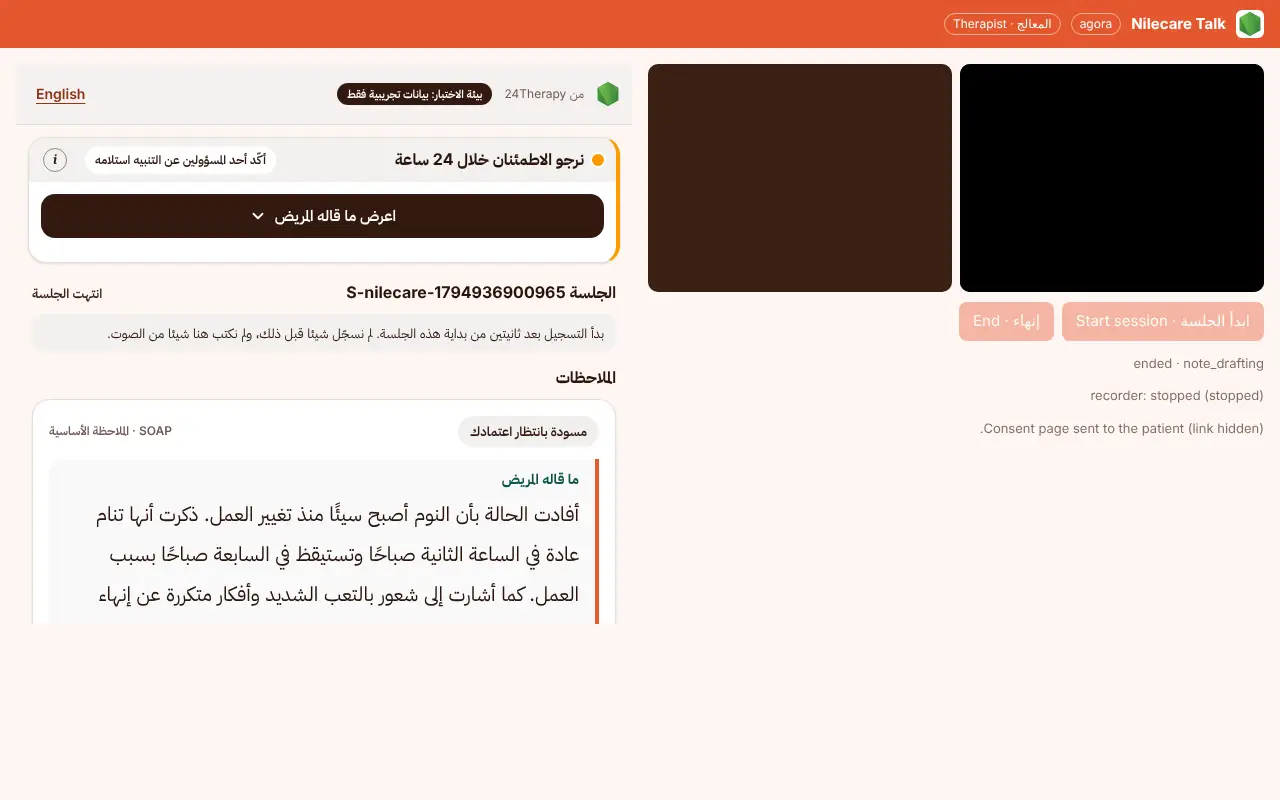 Nilecare Talk
agora
المعالج · Therapist
ابدأ الجلسة · Start session
إنهاء · End
ended · note_drafting
recorder: stopped (stopped)
Consent page sent to the patient (link hidden).
من 24Therapy
بيئة الاختبار: بيانات تجريبية فقط
English
نرجو الاطمئنان خلال 24 ساعة
أكّد أحد المسؤولين عن التنبيه استلامه
i
اعرض ما قاله المريض
الجلسة S-nilecare-1794936900965
انتهت الجلسة
بدأ التسجيل بعد ثانيتين من بداية هذه الجلسة. لم نسجّل شيئا قبل ذلك، ولم نكتب هنا شيئا من الصوت.
الملاحظات
مسودة بانتظار اعتمادك
SOAP · الملاحظة الأساسية
ما قاله المريض
أفادت الحالة بأن النوم أصبح سيئًا منذ تغيير العمل. ذكرت أنها تنام
عادة في الساعة الثانية صباحًا وتستيقظ في السابعة صباحًا بسبب
العمل. كما أشارت إلى شعور بالتعب الشديد وأفكار متكررة عن إنهاء